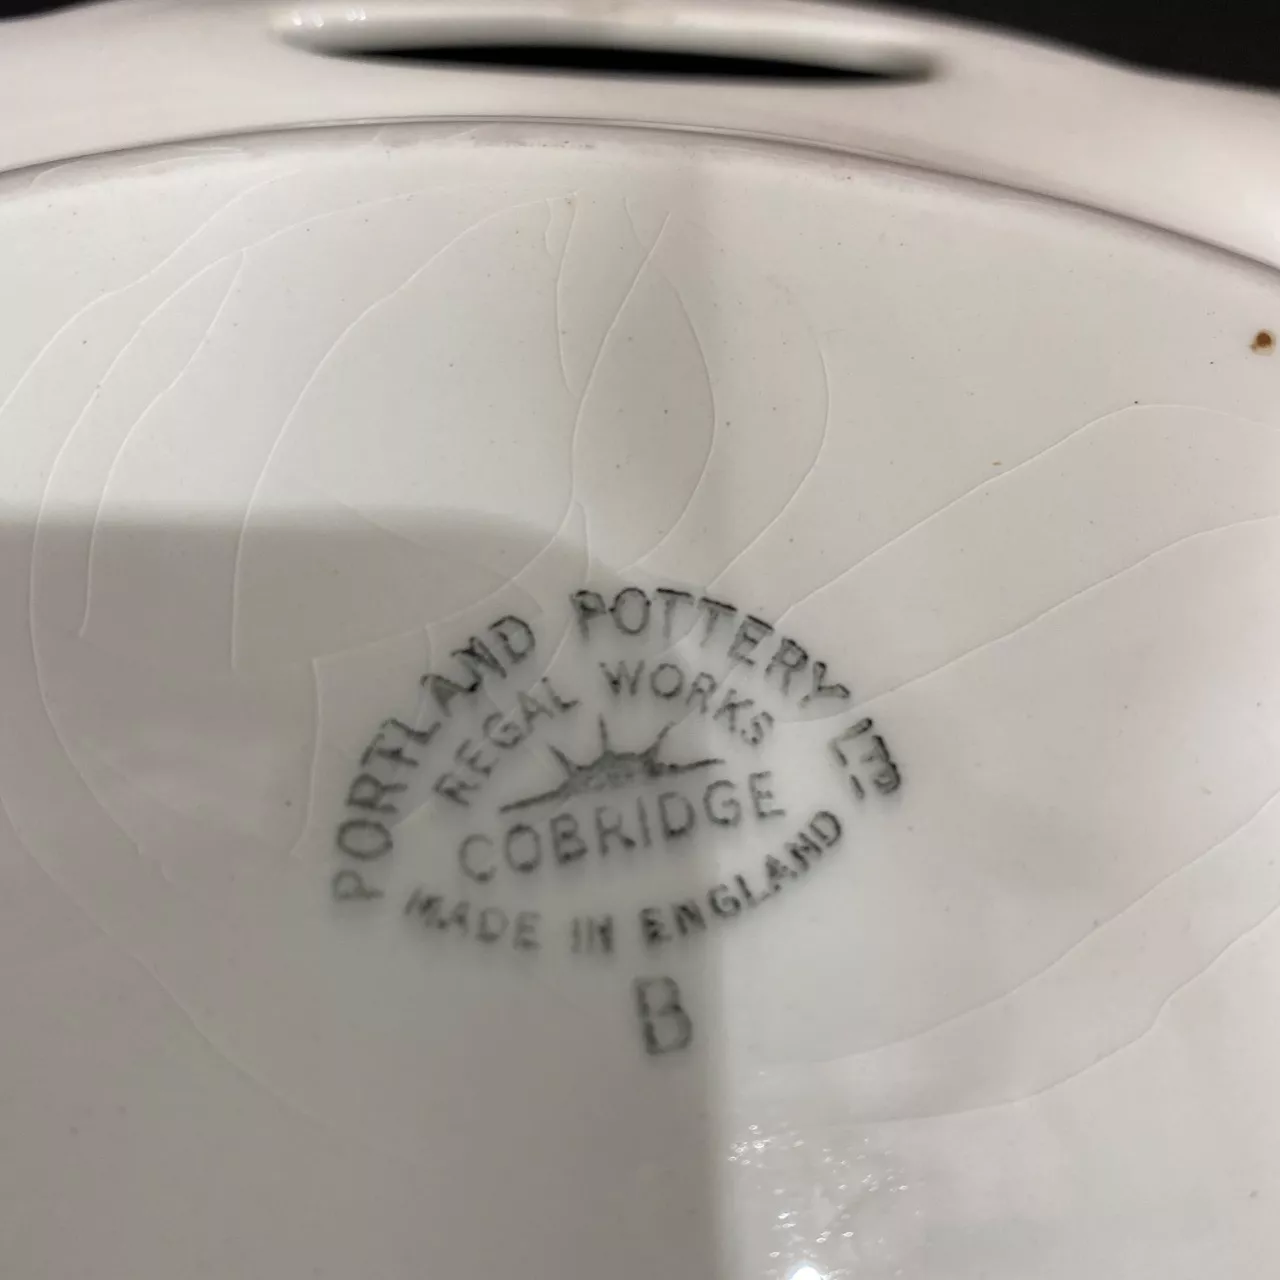 PORTLAND POTTERY LTD
REGAL WORKS
COBRIDGE
MADE IN ENGLAND
B